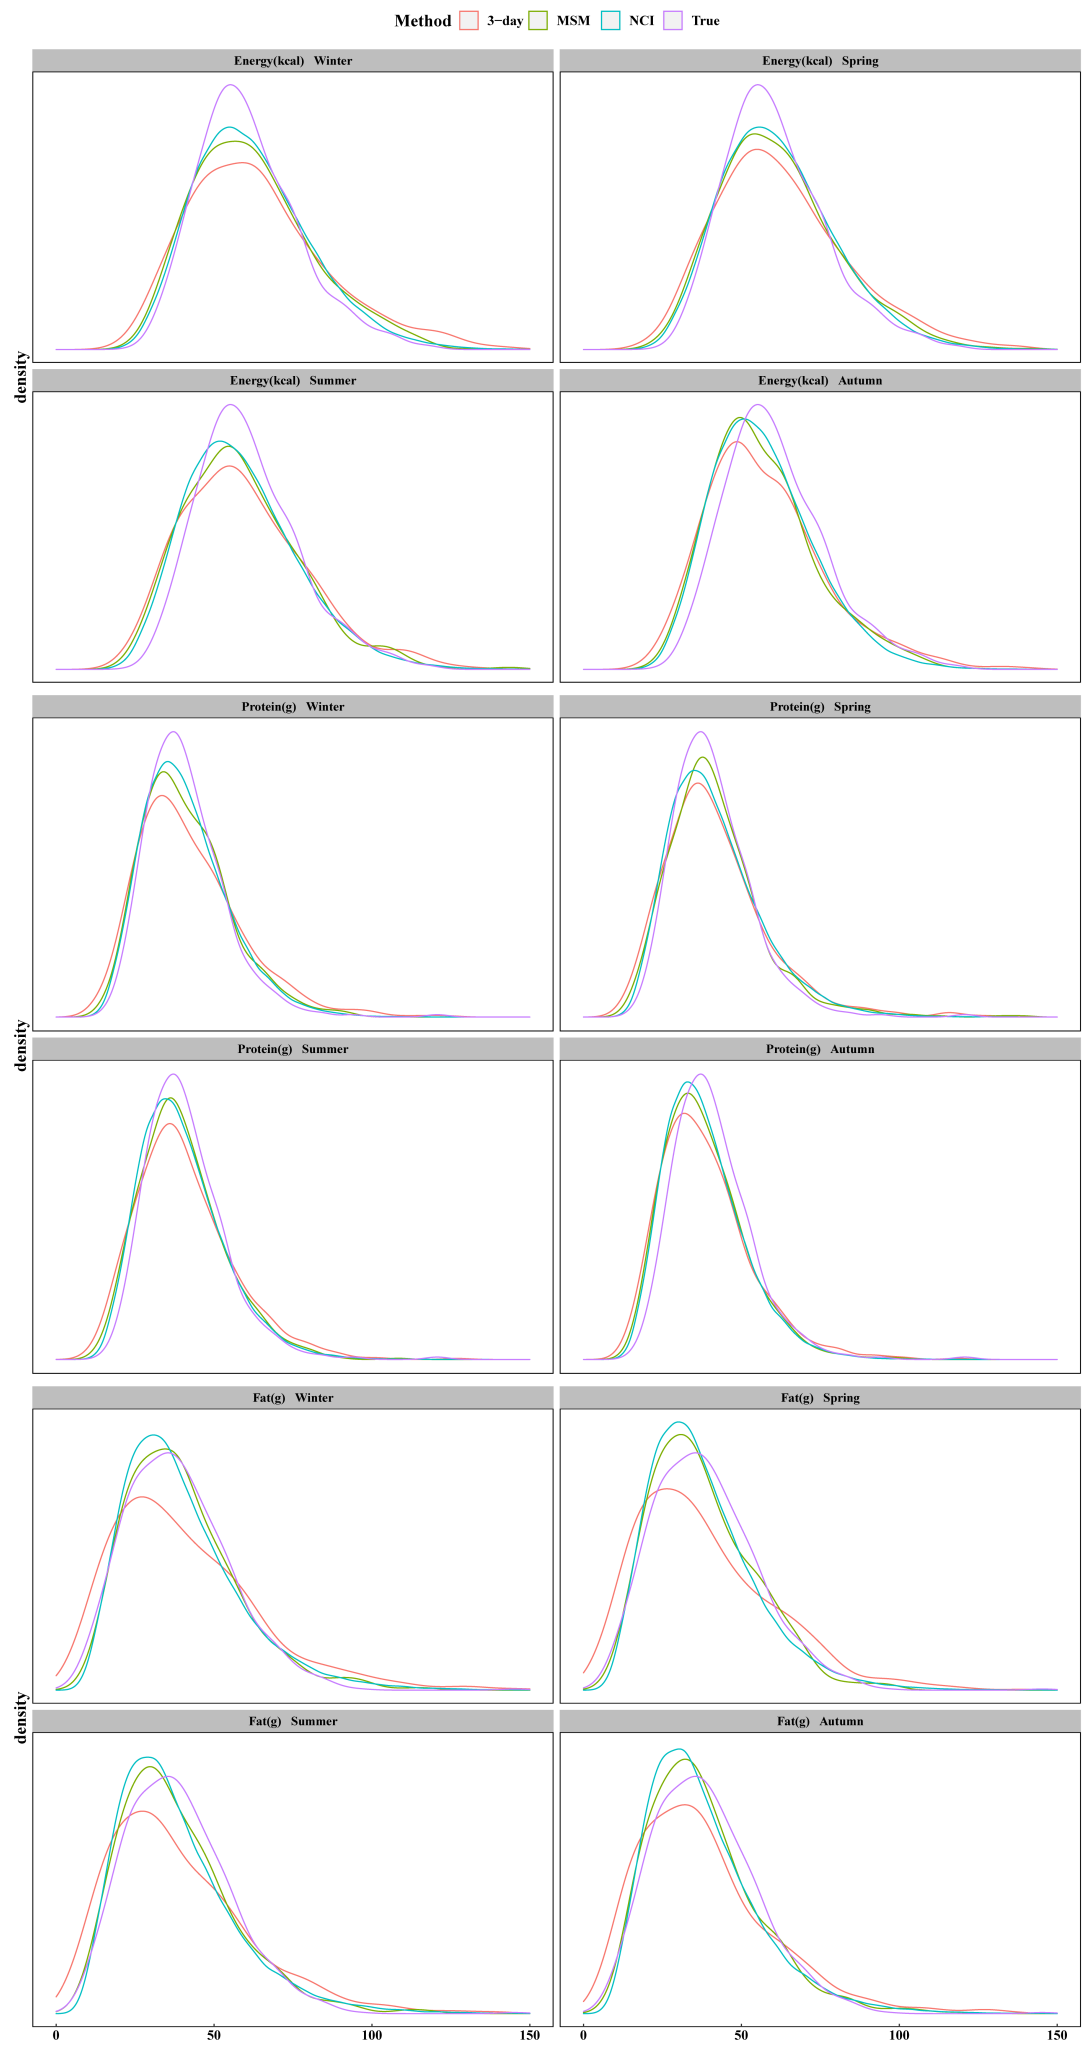 Method 3−day MSM NCI True
Energy(kcal) Winter
Energy(kcal) Spring
density
Energy(kcal) Summer
Energy(kcal) Autumn
Protein(g) Winter
Protein(g) Spring
density
Protein(g) Summer
Protein(g) Autumn
Fat(g) Winter
Fat(g) Spring
density
Fat(g) Summer
Fat(g) Autumn
0 50 100 150
0 50 100 150